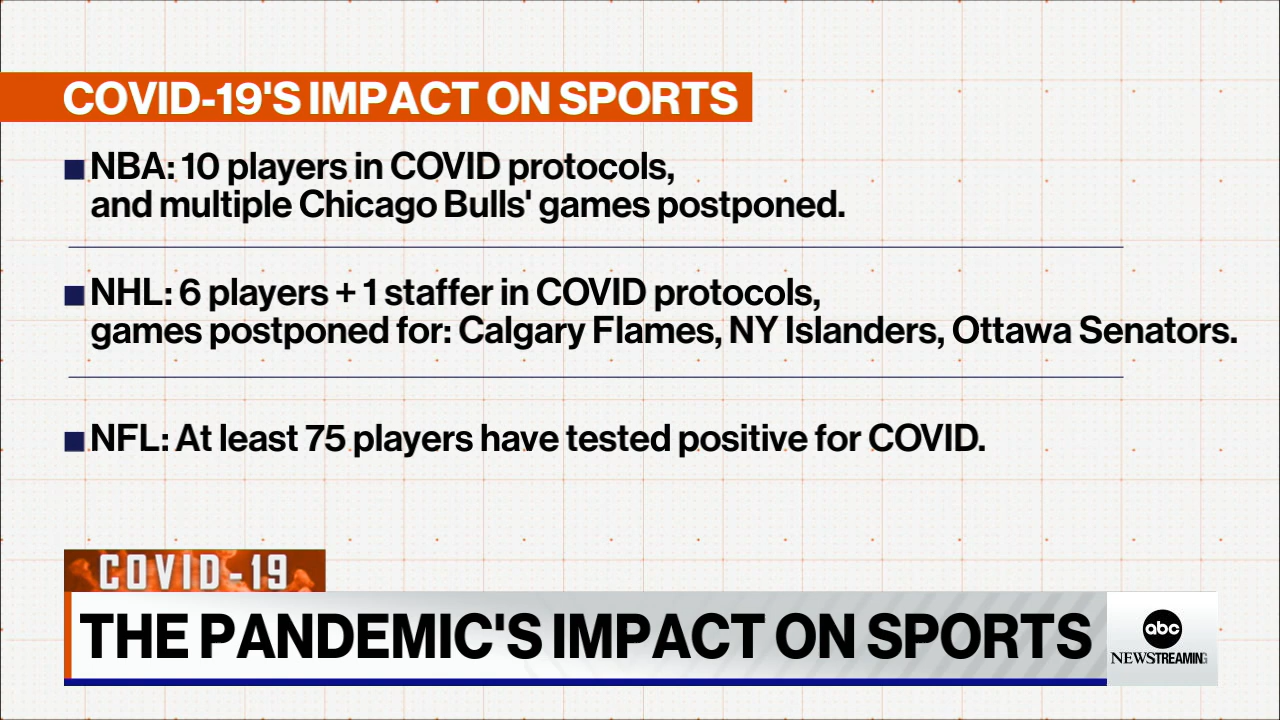 COVID-19'S IMPACT ON SPORTS
NBA: 10 players in COVID protocols,
and multiple Chicago Bulls' games postponed.
NHL: 6 players + 1 staffer in COVID protocols,
games postponed for: Calgary Flames, NY Islanders, Ottawa Senators.
NFL: At least 75 players have tested positive for COVID.
COVID-19
THE PANDEMIC'S IMPACT ON SPORTS
abc
NEWSTREAMING